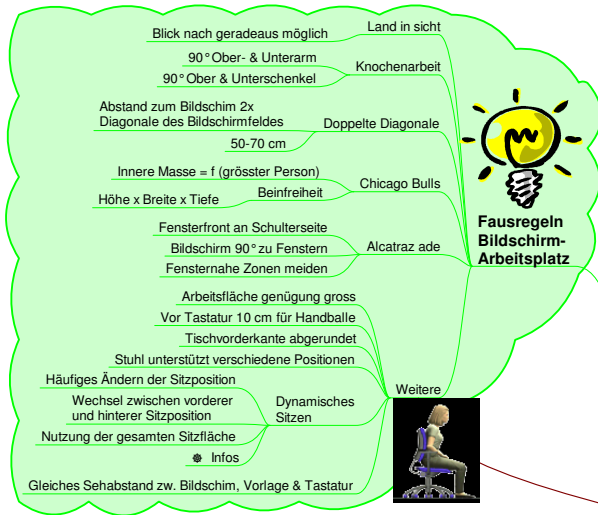 Land in sicht
Blick nach geradeaus möglich
Knochenarbeit
90° Ober- & Unterarm
90° Ober & Unterschenkel
Doppelte Diagonale
Abstand zum Bildschim 2x
Diagonale des Bildschirmfeldes
50-70 cm
Chicago Bulls
Innere Masse = f (grösster Person)
Beinfreiheit
Höhe x Breite x Tiefe
Alcatraz ade
Fensterfront an Schulterseite
Bildschirm 90° zu Fenstern
Fensternahe Zonen meiden
Fausregeln
Bildschirm-
Arbeitsplatz
Weitere
Arbeitsfläche genügung gross
Vor Tastatur 10 cm für Handballe
Tischvorderkante abgerundet
Stuhl unterstützt verschiedene Positionen
Dynamisches
Sitzen
Häufiges Ändern der Sitzposition
Wechsel zwischen vorderer
und hinterer Sitzposition
Nutzung der gesamten Sitzfläche
Infos
Gleiches Sehabstand zw. Bildschim, Vorlage & Tastatur